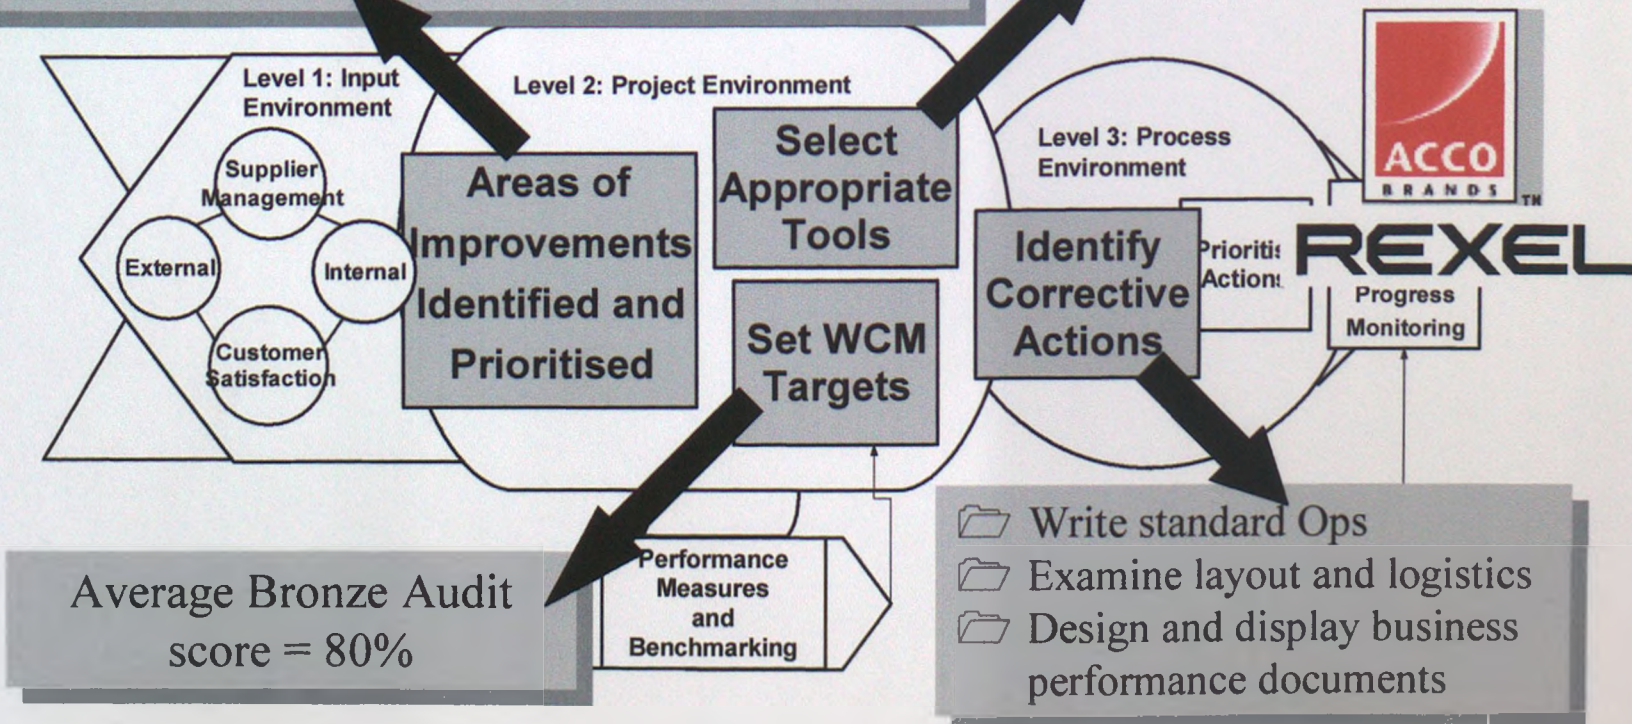 Level 1: Input
Environment
Supplier
Management
External
Internal
Customer
Satisfaction
Level 2: Project Environment
Areas of
Improvements
Identified and
Prioritised
Select
Appropriate
Tools
Set WCM
Targets
Level 3: Process
Environment
Identify
Corrective
Actions
Prioritis
Actions
ACCO
BRANDS
TM
REXEL
Progress
Monitoring
Performance
Measures
and
Benchmarking
Average Bronze Audit
score = 80%
Write standard Ops
Examine layout and logistics
Design and display business
performance documents